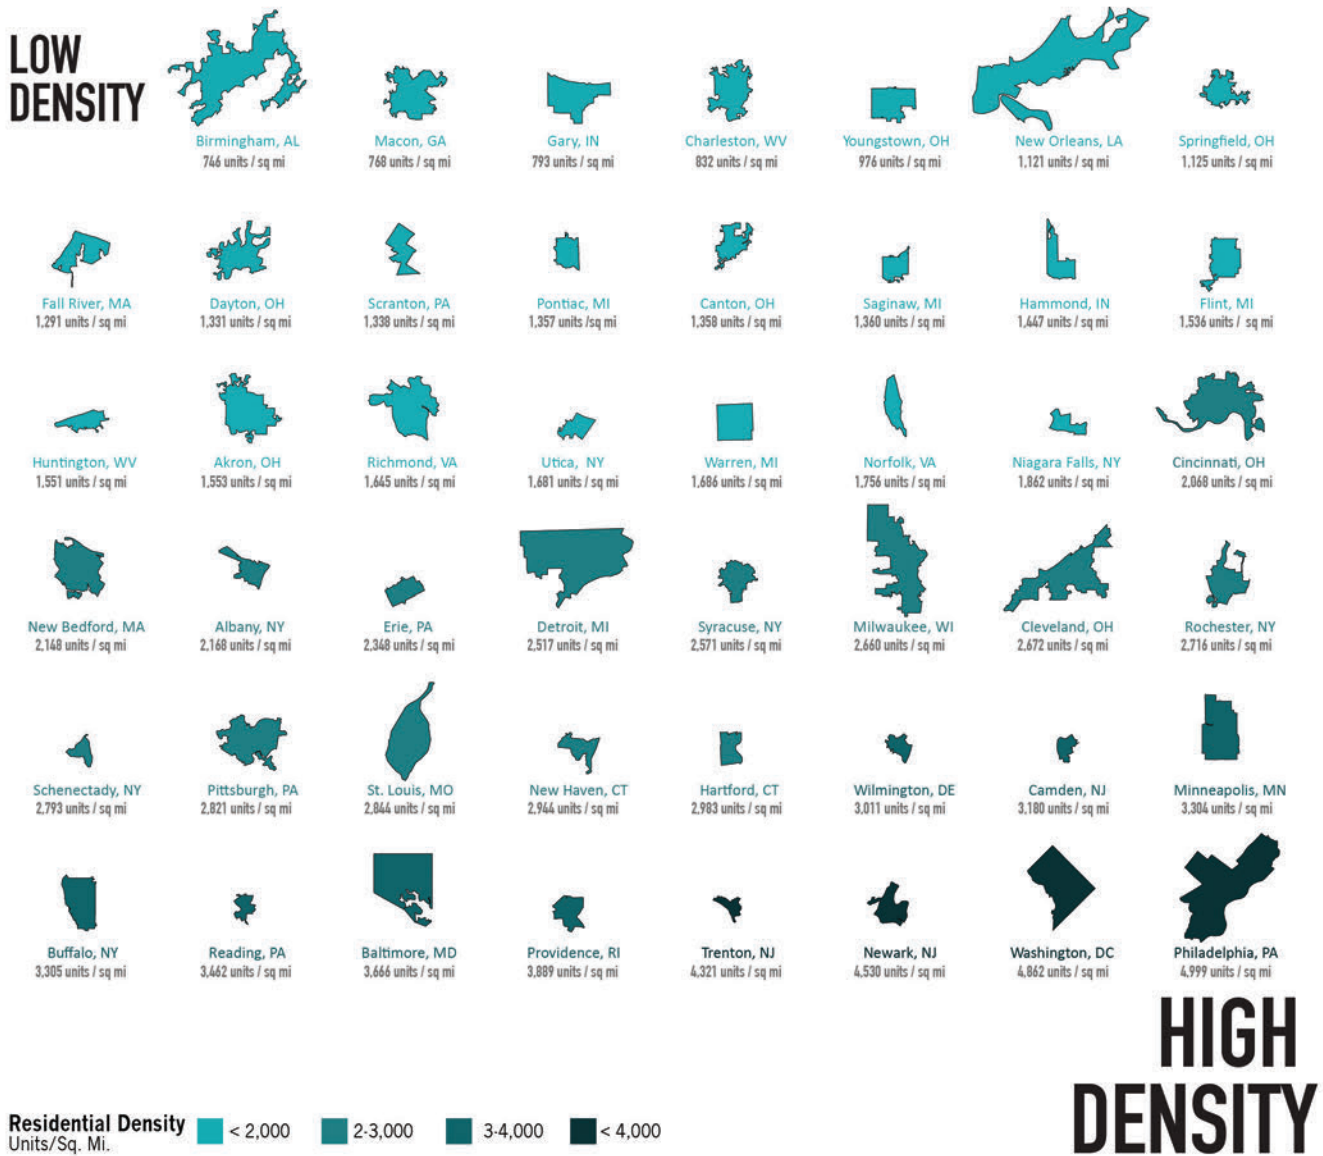 LOW
DENSITY
Birmingham, AL
746 units / sq mi
Macon, GA
768 units / sq mi
Gary, IN
793 units / sq mi
Charleston, WV
832 units / sq mi
Youngstown, OH
976 units / sq mi
New Orleans, LA
1,121 units / sq mi
Springfield, OH
1,125 units / sq mi
Fall River, MA
1,291 units / sq mi
Dayton, OH
1,331 units / sq mi
Scranton, PA
1,338 units / sq mi
Pontiac, MI
1,357 units /sq mi
Canton, OH
1,358 units / sq mi
Saginaw, MI
1,360 units / sq mi
Hammond, IN
1,447 units / sq mi
Flint, MI
1,536 units / sq mi
Huntington, WV
1,551 units / sq mi
Akron, OH
1,553 units / sq mi
Richmond, VA
1,645 units / sq mi
Utica, NY
1,681 units / sq mi
Warren, MI
1,686 units / sq mi
Norfolk, VA
1,756 units / sq mi
Niagara Falls, NY
1,862 units / sq mi
Cincinnati, OH
2,068 units / sq mi
New Bedford, MA
2,148 units / sq mi
Albany, NY
2,168 units / sq mi
Erie, PA
2,348 units / sq mi
Detroit, MI
2,517 units / sq mi
Syracuse, NY
2,571 units / sq mi
Milwaukee, WI
2,660 units / sq mi
Cleveland, OH
2,672 units / sq mi
Rochester, NY
2,716 units / sq mi
Schenectady, NY
2,793 units / sq mi
Pittsburgh, PA
2,821 units / sq mi
St. Louis, MO
2,844 units / sq mi
New Haven, CT
2,944 units / sq mi
Hartford, CT
2,983 units / sq mi
Wilmington, DE
3,011 units / sq mi
Camden, NJ
3,180 units / sq mi
Minneapolis, MN
3,304 units / sq mi
Buffalo, NY
3,305 units / sq mi
Reading, PA
3,462 units / sq mi
Baltimore, MD
3,666 units / sq mi
Providence, RI
3,889 units / sq mi
Trenton, NJ
4,321 units / sq mi
Newark, NJ
4,530 units / sq mi
Washington, DC
4,862 units / sq mi
Philadelphia, PA
4,999 units / sq mi
HIGH
DENSITY
Residential Density
Units/Sq. Mi.
< 2,000
2-3,000
3-4,000
< 4,000